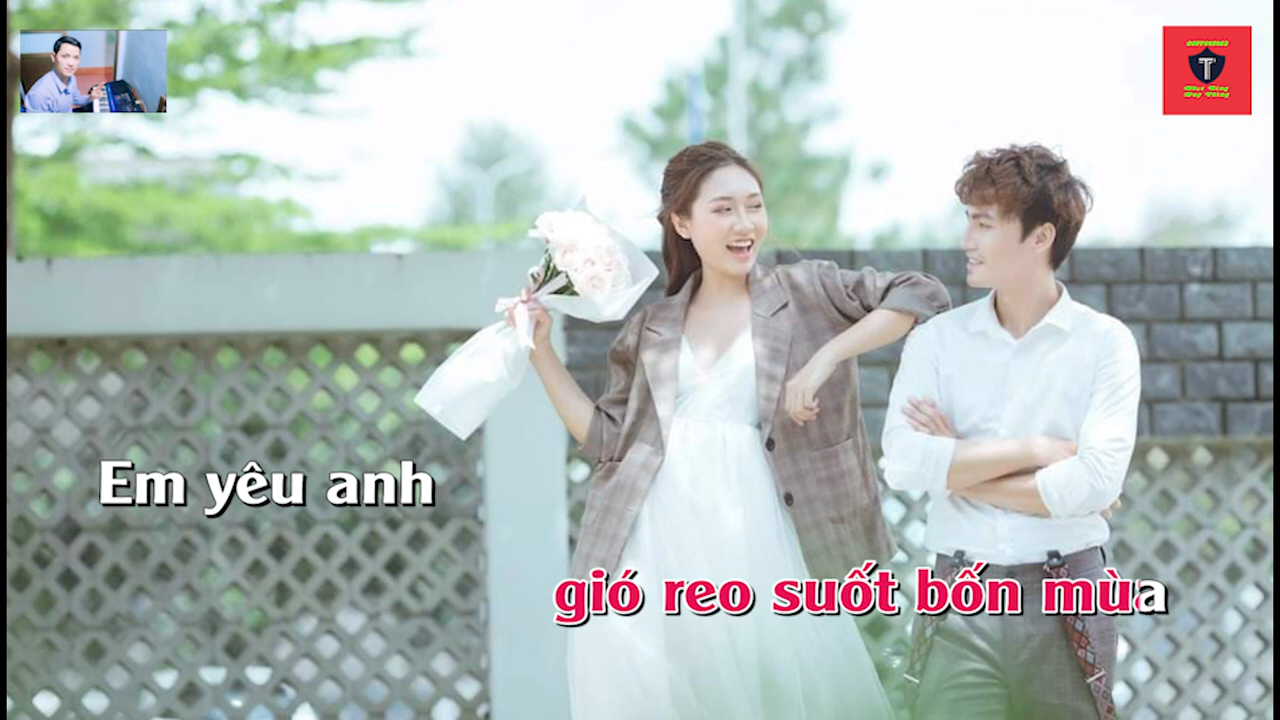 T
Em yêu anh
gió reo suốt bốn mùa